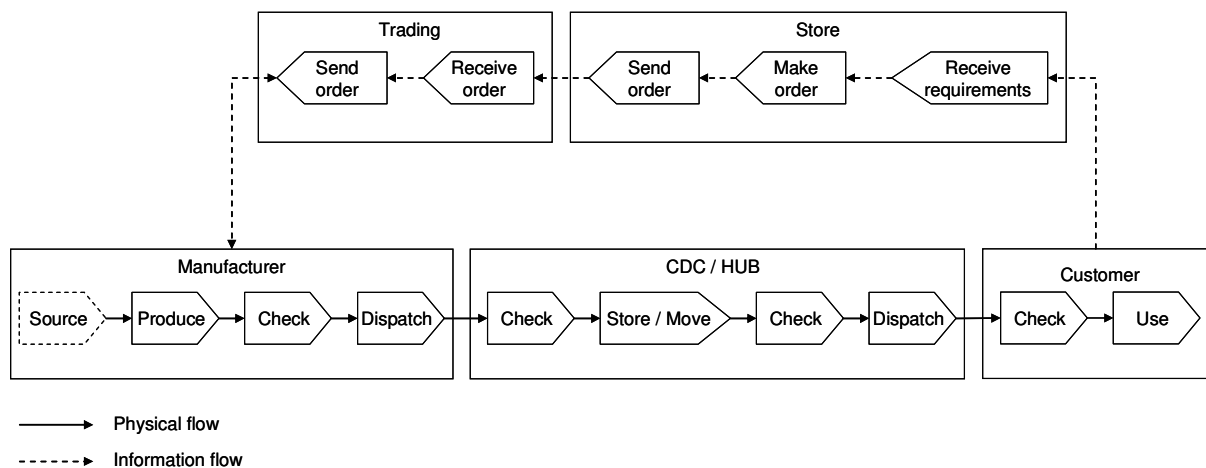 Trading
Store
Send
order
Receive
order
Send
order
Make
order
Receive
requirements
Manufacturer
CDC / HUB
Customer
Source
Produce
Check
Dispatch
Check
Store / Move
Check
Dispatch
Check
Use
Physical flow
Information flow